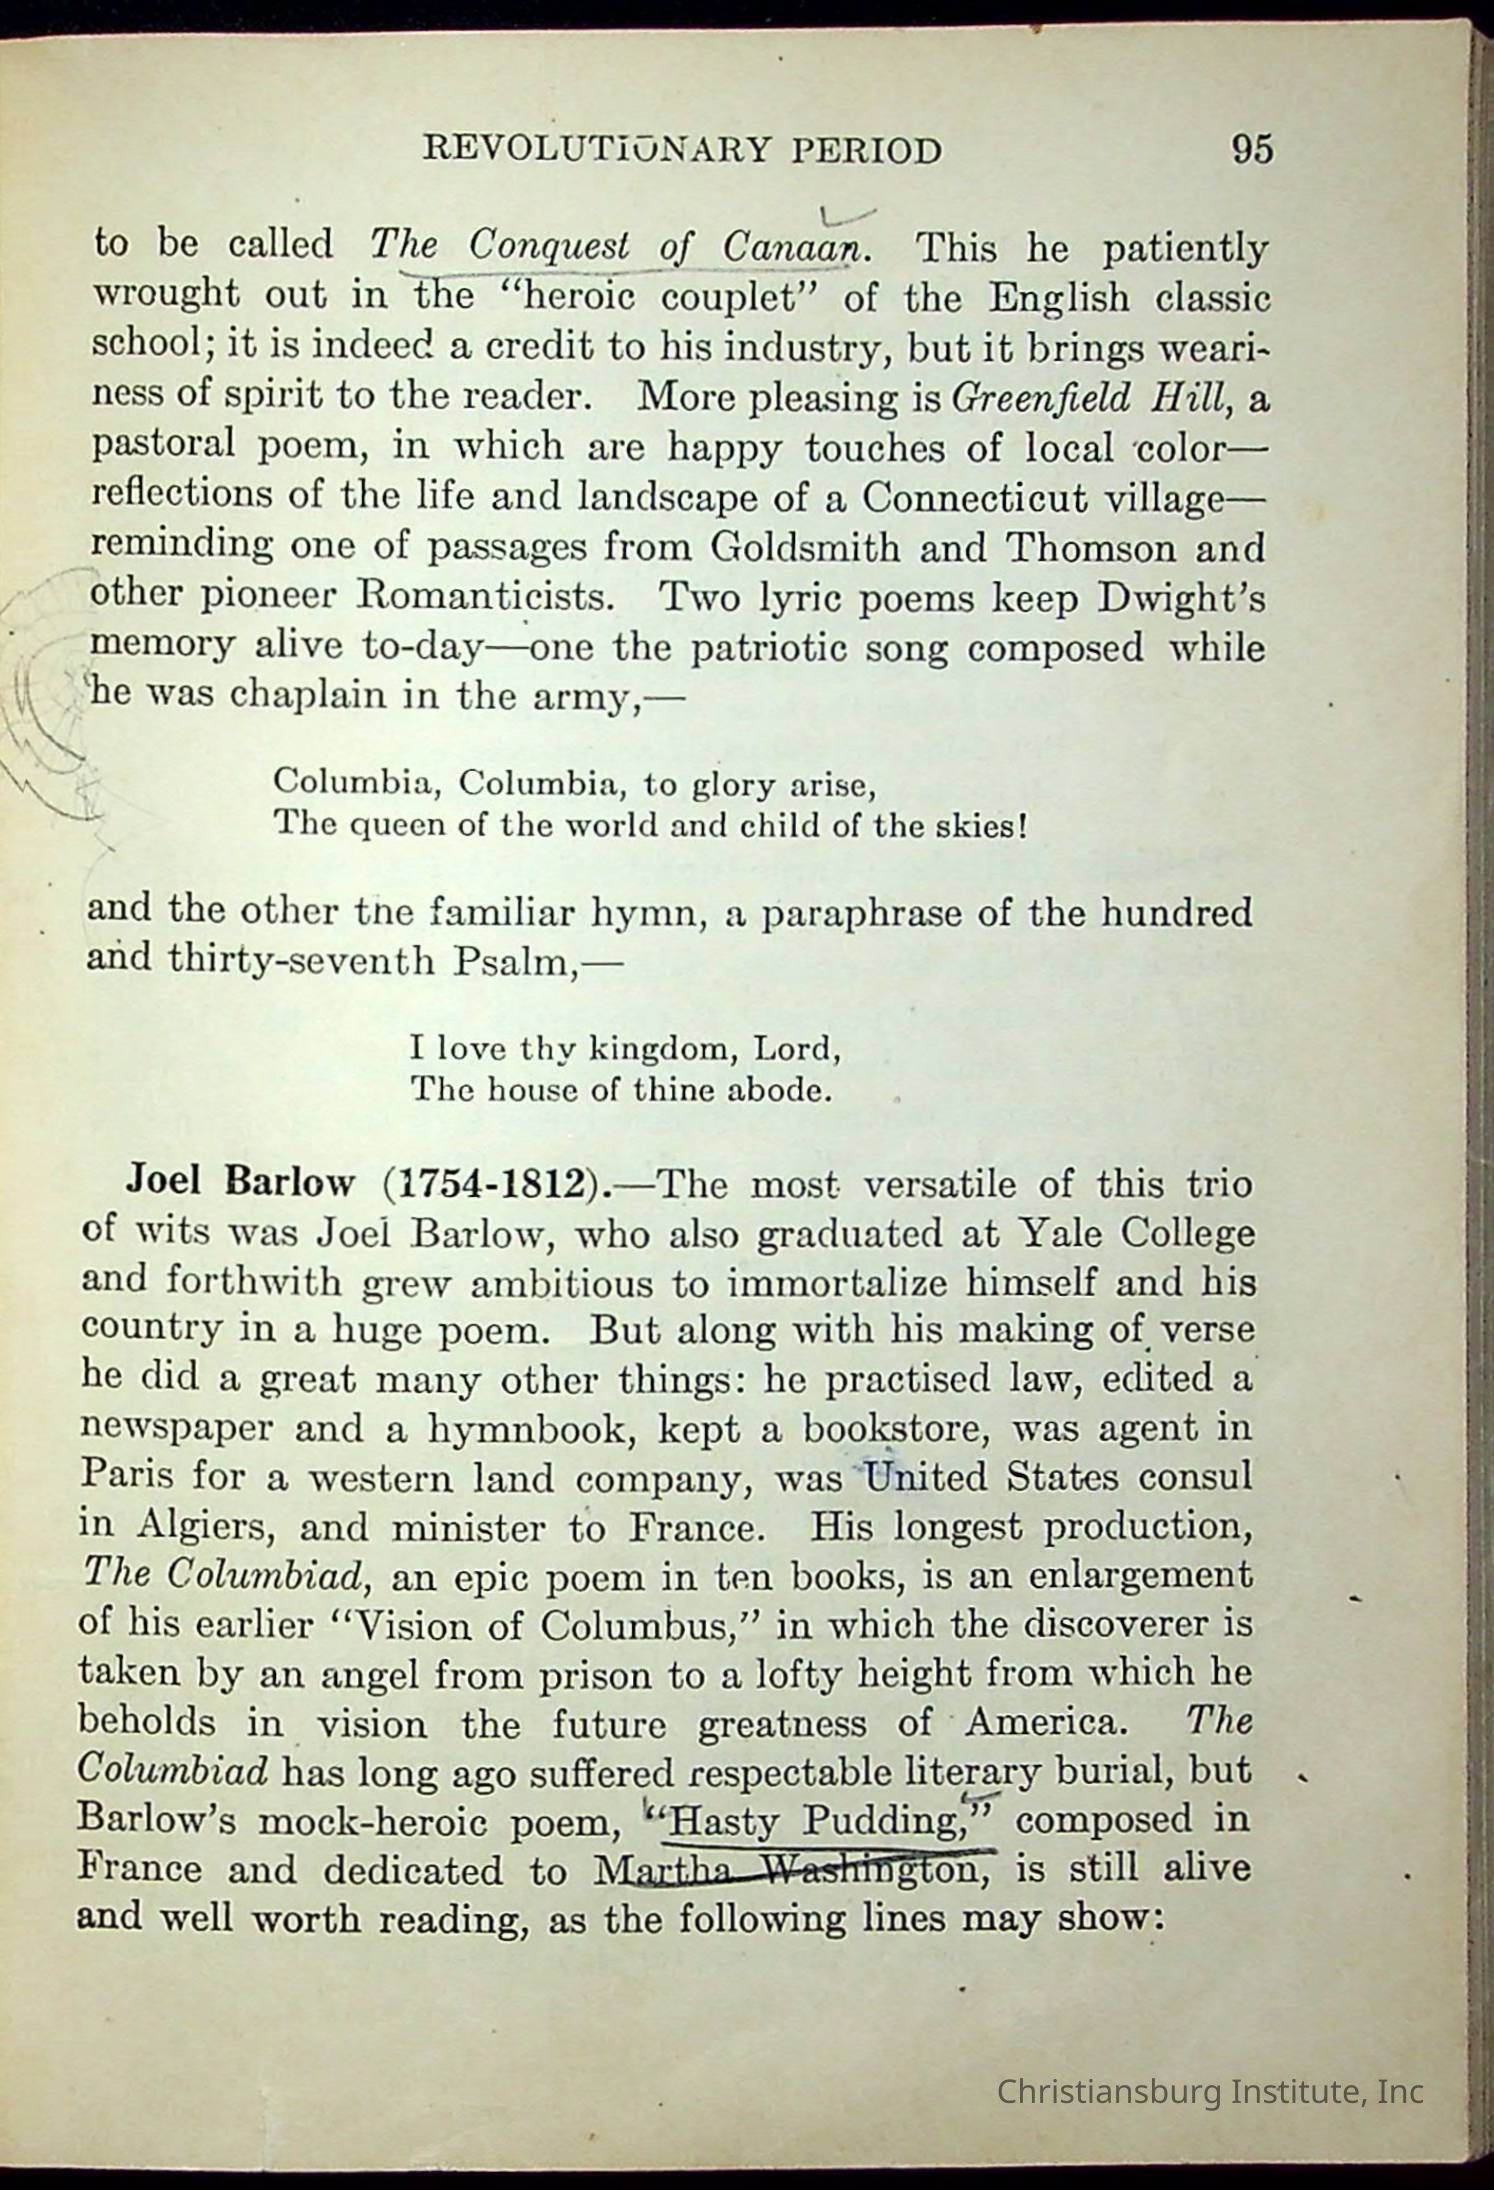 REVOLUTIONARY PERIOD 95
to be called The Conquest of Canaan. This he patiently
wrought out in the “heroic couplet” of the English classic
school; it is indeed a credit to his industry, but it brings weari-
ness of spirit to the reader. More pleasing is Greenfield Hill, a
pastoral poem, in which are happy touches of local color—
reflections of the life and landscape of a Connecticut village—
reminding one of passages from Goldsmith and Thomson and
other pioneer Romanticists. Two lyric poems keep Dwight’s
memory alive to-day—one the patriotic song composed while
he was chaplain in the army,—
Columbia, Columbia, to glory arise,
The queen of the world and child of the skies!
and the other the familiar hymn, a paraphrase of the hundred
and thirty-seventh Psalm,—
I love thy kingdom, Lord,
The house of thine abode.
Joel Barlow (1754-1812).—The most versatile of this trio
of wits was Joel Barlow, who also graduated at Yale College
and forthwith grew ambitious to immortalize himself and his
country in a huge poem. But along with his making of verse
he did a great many other things: he practised law, edited a
newspaper and a hymnbook, kept a bookstore, was agent in
Paris for a western land company, was United States consul
in Algiers, and minister to France. His longest production,
The Columbiad, an epic poem in ten books, is an enlargement
of his earlier “Vision of Columbus,” in which the discoverer is
taken by an angel from prison to a lofty height from which he
beholds in vision the future greatness of America. The
Columbiad has long ago suffered respectable literary burial, but
Barlow’s mock-heroic poem, “Hasty Pudding,” composed in
France and dedicated to Martha Washington, is still alive
and well worth reading, as the following lines may show:
Christiansburg Institute, Inc